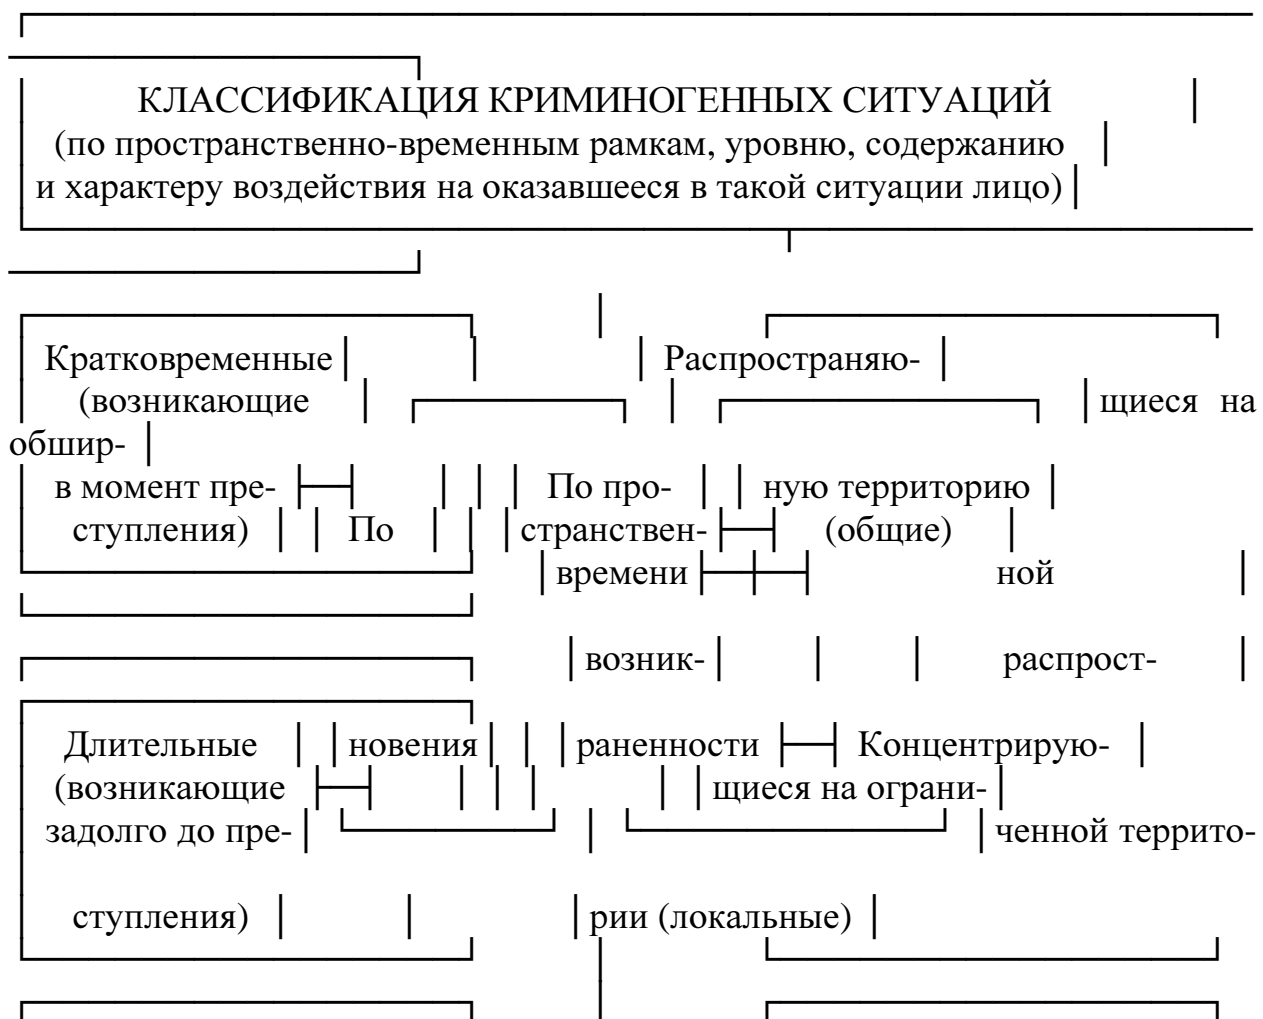 КЛАССИФИКАЦИЯ КРИМИНОГЕННЫХ СИТУАЦИЙ
(по пространственно-временным рамкам, уровню, содержанию
и характеру воздействия на оказавшееся в такой ситуации лицо)
Кратковременные Распространяю-
(возникающие щиеся на
обшир-
в момент пре- По про- ную территорию
ступления) По странствен- (общие)
времени ной
возник- распрост-
Длительные новения раненности Концентрирую-
(возникающие щиеся на ограни-
задолго до пре- ченной террито-
ступления) рии (локальные)